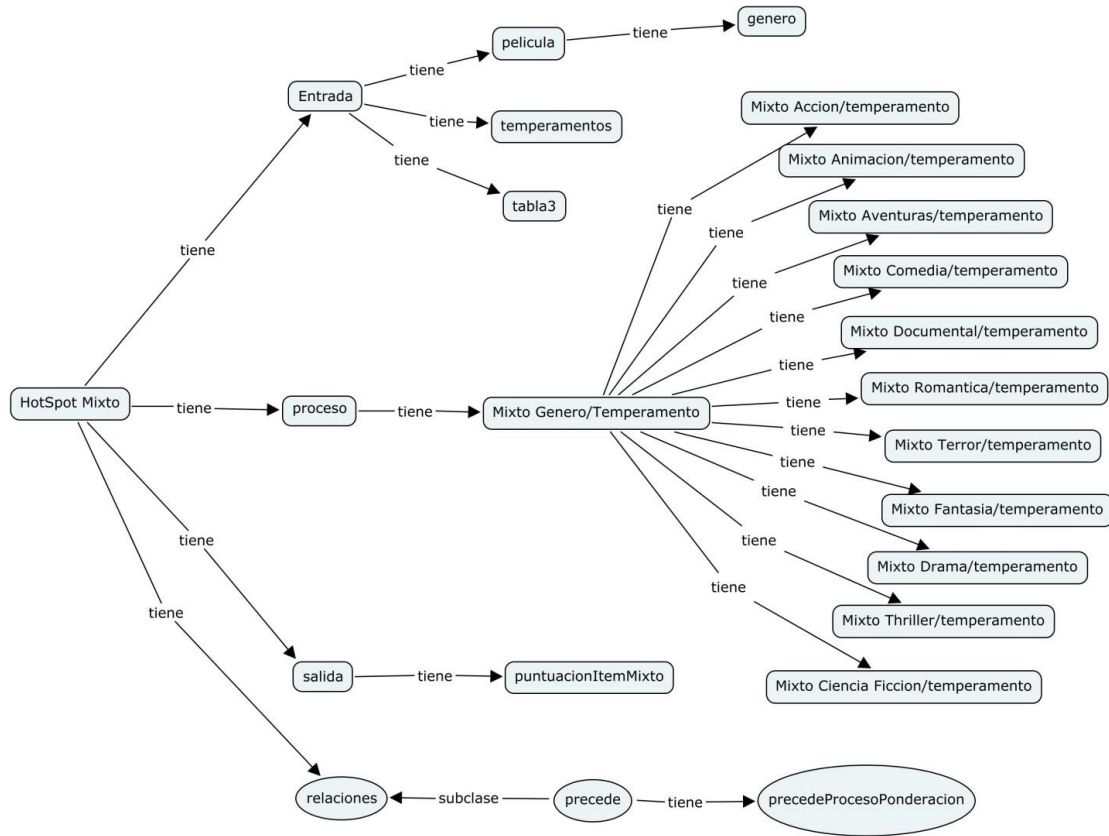 genero
tiene
pelicula
tiene
Entrada
tiene
temperamentos
tiene
tabla3
tiene
HotSpot Mixto
tiene
proceso
tiene
Mixto Genero/Temperamento
tiene
Mixto Accion/temperamento
tiene
Mixto Animacion/temperamento
tiene
Mixto Aventuras/temperamento
tiene
Mixto Comedia/temperamento
tiene
Mixto Documental/temperamento
tiene
Mixto Romantica/temperamento
tiene
Mixto Terror/temperamento
tiene
Mixto Fantasia/temperamento
tiene
Mixto Drama/temperamento
tiene
Mixto Thriller/temperamento
tiene
Mixto Ciencia Ficcion/temperamento
tiene
salida
tiene
puntuacionItemMixto
tiene
relaciones
subclase
precede
tiene
precedeProcesoPonderacion